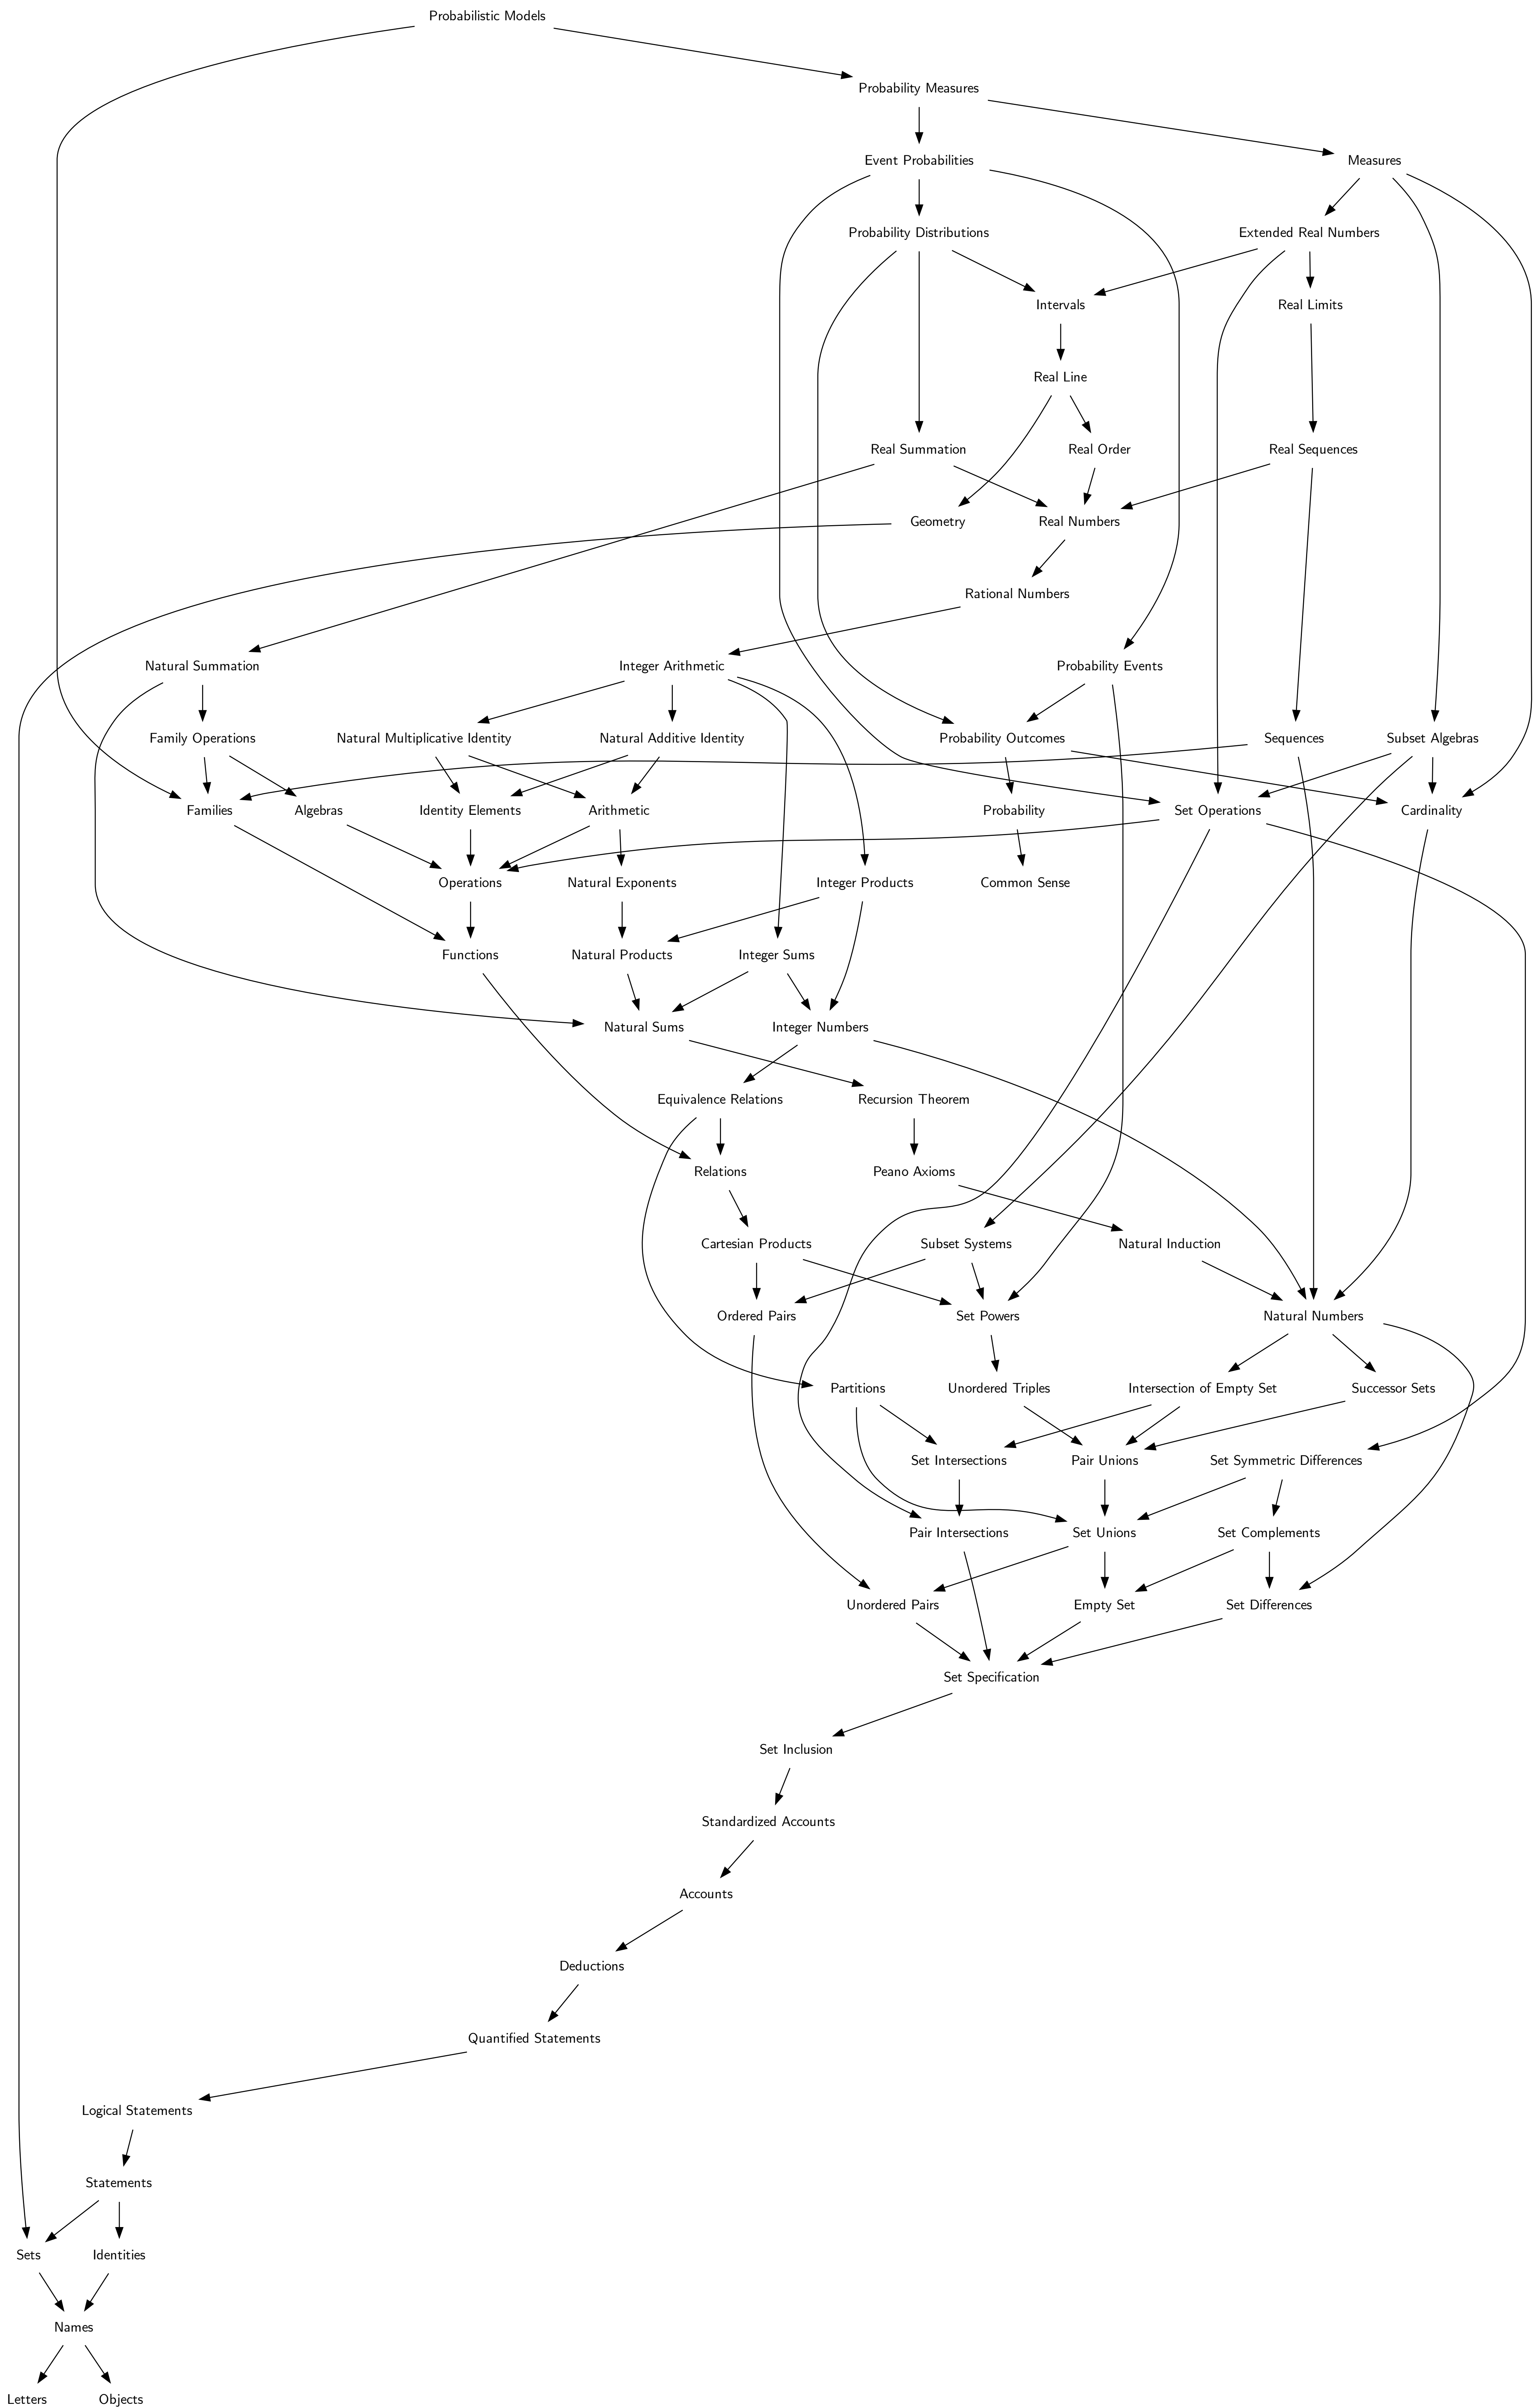 Probabilistic Models
Probability Measures
Event Probabilities
Measures
Probability Distributions
Extended Real Numbers
Intervals
Real Limits
Real Line
Real Summation
Real Order
Real Sequences
Geometry
Real Numbers
Rational Numbers
Natural Summation
Integer Arithmetic
Probability Events
Family Operations
Natural Multiplicative Identity
Natural Additive Identity
Probability Outcomes
Sequences
Subset Algebras
Families
Algebras
Identity Elements
Arithmetic
Probability
Set Operations
Cardinality
Operations
Natural Exponents
Integer Products
Common Sense
Functions
Natural Products
Integer Sums
Natural Sums
Integer Numbers
Equivalence Relations
Recursion Theorem
Relations
Peano Axioms
Cartesian Products
Subset Systems
Natural Induction
Ordered Pairs
Set Powers
Natural Numbers
Partitions
Unordered Triples
Intersection of Empty Set
Successor Sets
Set Intersections
Pair Unions
Set Symmetric Differences
Pair Intersections
Set Unions
Set Complements
Unordered Pairs
Empty Set
Set Differences
Set Specification
Set Inclusion
Standardized Accounts
Accounts
Deductions
Quantified Statements
Logical Statements
Statements
Sets
Identities
Names
Letters
Objects